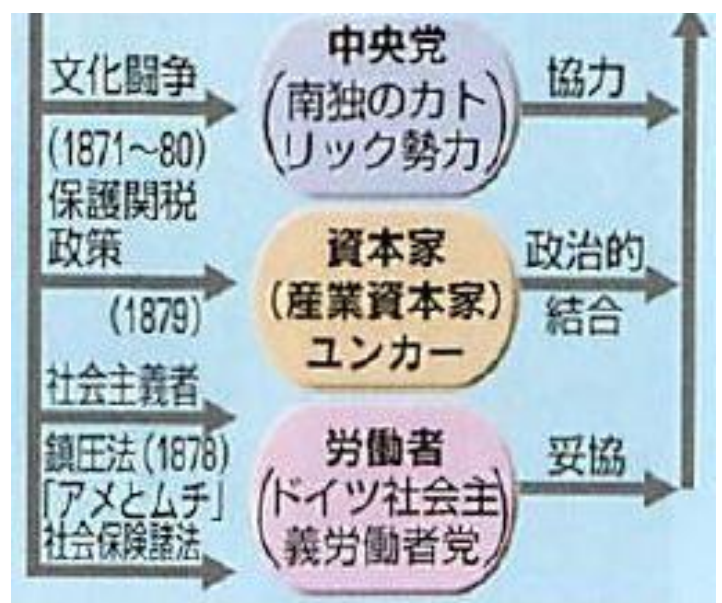 文化闘争
(1871～80)
中央党
(南独のカト
リック勢力)
協力
保護関税
政策
(1879)
資本家
(産業資本家)
ユンカー
政治的
結合
社会主義者
鎮圧法(1878)
「アメとムチ」
社会保険諸法
労働者
(ドイツ社会主
義労働者党)
妥協